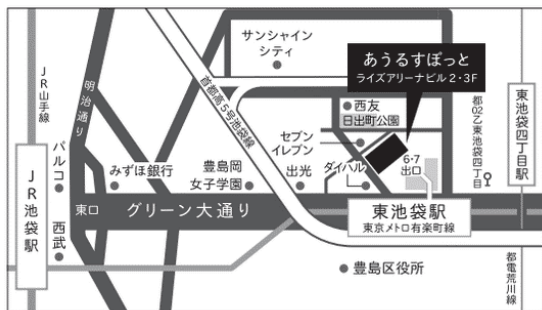 サンシャイン
シティ
あうるすぽっと
ライズアリーナビル2・3F
JR山手線
明治通り
首都高5号池袋線
西友
日出町公園
都02乙東池袋四丁目
東池袋四丁目駅
セブン
イレブン
ダイハル
6・7
出口
パルコ
みずほ銀行
豊島岡
女子学園
出光
JR池袋駅
東口
グリーン大通り
東池袋駅
東京メトロ有楽町線
西武
豊島区役所
都電荒川線